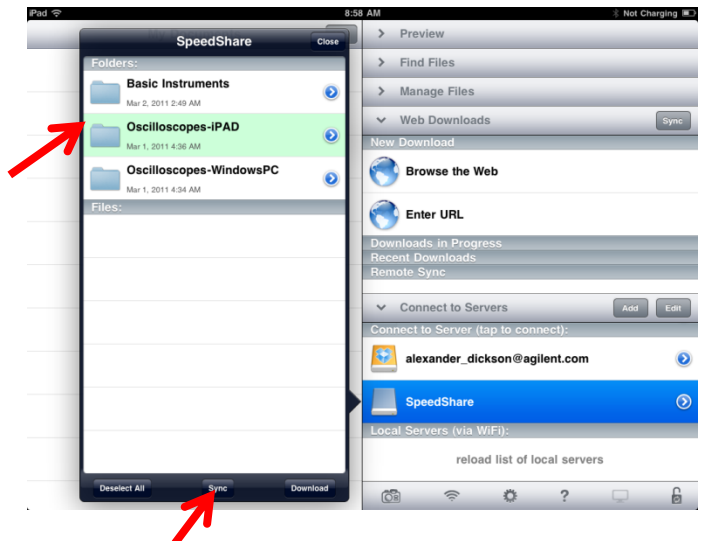 iPad 8:58 AM Not Charging
SpeedShare Close
Folders:
Basic Instruments
Mar 2, 2011 2:49 AM
Oscilloscopes-iPAD
Mar 1, 2011 4:36 AM
Oscilloscopes-WindowsPC
Mar 1, 2011 4:34 AM
Files:
Deselect All Sync Download
Preview
Find Files
Manage Files
Web Downloads Sync
New Download
Browse the Web
Enter URL
Downloads in Progress
Recent Downloads
Remote Sync
Connect to Servers Add Edit
Connect to Server (tap to connect):
alexander_dickson@agilent.com
SpeedShare
Local Servers (via WiFi):
reload list of local servers
?